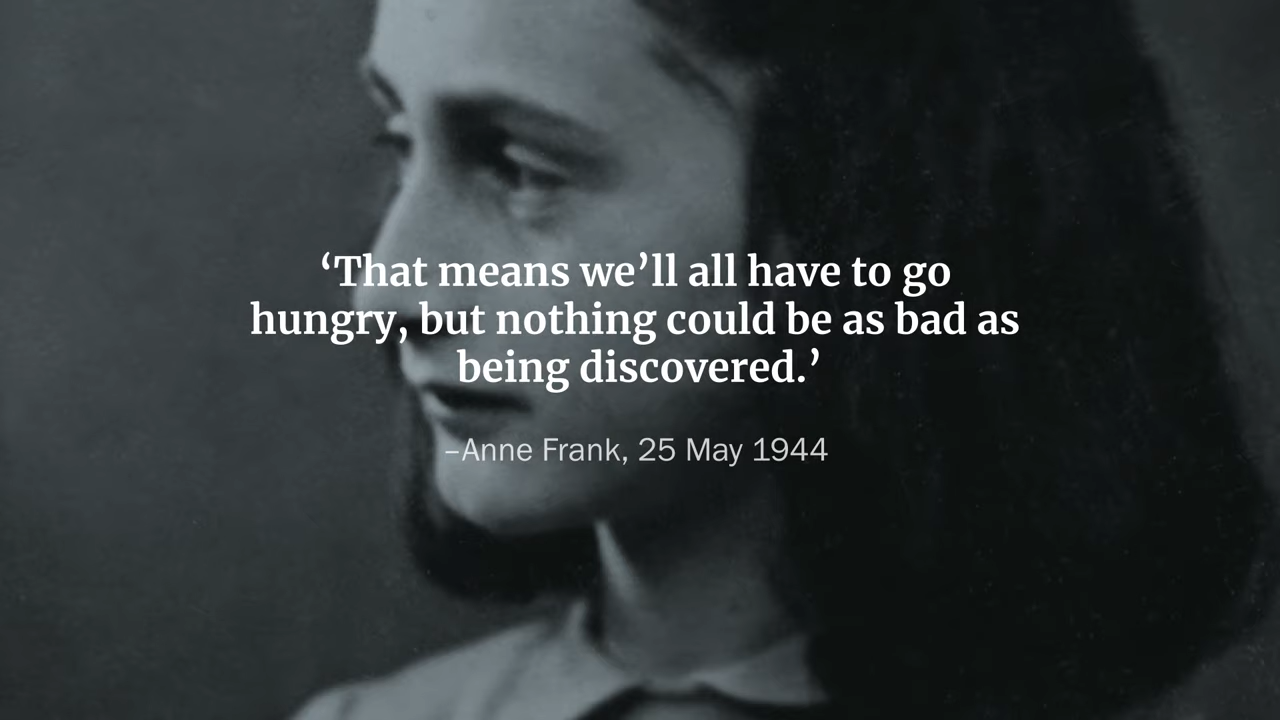 ‘That means we’ll all have to go
hungry, but nothing could be as bad as
being discovered.’
–Anne Frank, 25 May 1944